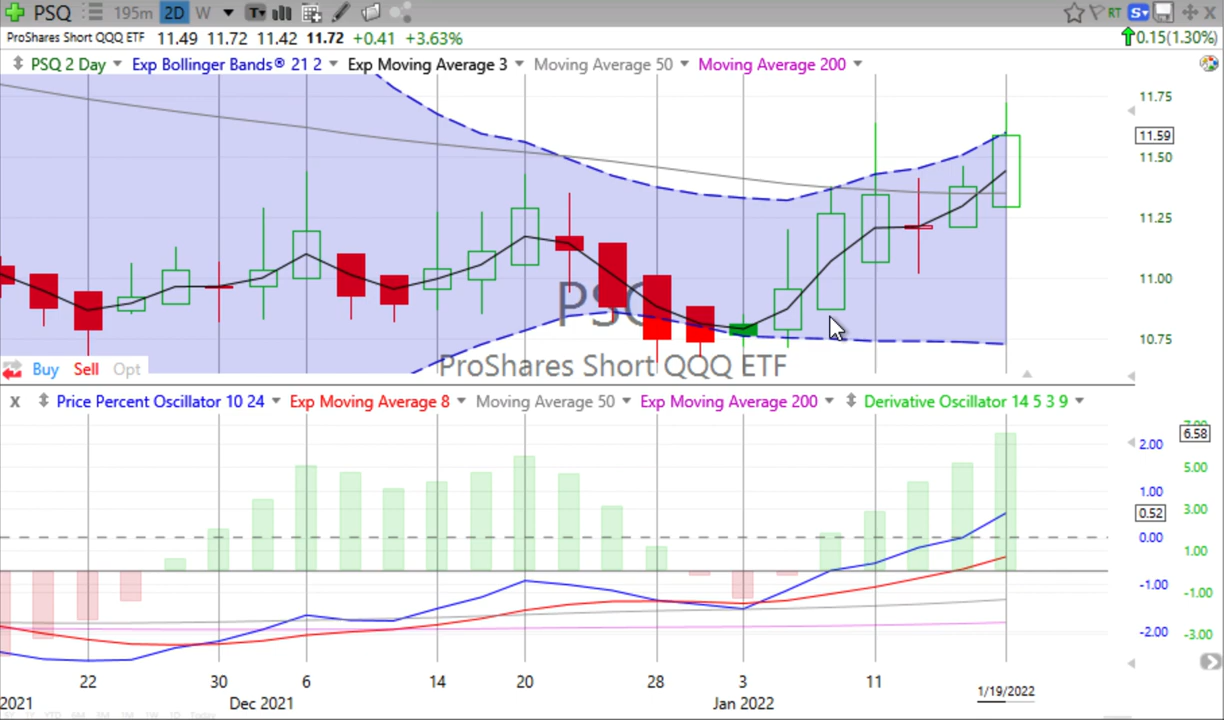 PSQ 195m 2D W T RT S
ProShares Short QQQ ETF 11.49 11.72 11.42 11.72 +0.41 +3.63% 0.15(1.30%)
PSQ 2 Day Exp Bollinger Bands® 21 2 Exp Moving Average 3 Moving Average 50 Moving Average 200
11.75
11.59
11.50
11.25
11.00
10.75
PSQ
ProShares Short QQQ ETF
Buy Sell Opt
X Price Percent Oscillator 10 24 Exp Moving Average 8 Moving Average 50 Exp Moving Average 200 Derivative Oscillator 14 5 3 9
7.00
6.58
2.00
5.00
1.00
3.00
0.52
0.00
1.00
-1.00
-1.00
-2.00
-3.00
22 30 6 14 20 28 3 11
2021 Dec 2021 Jan 2022 1/19/2022